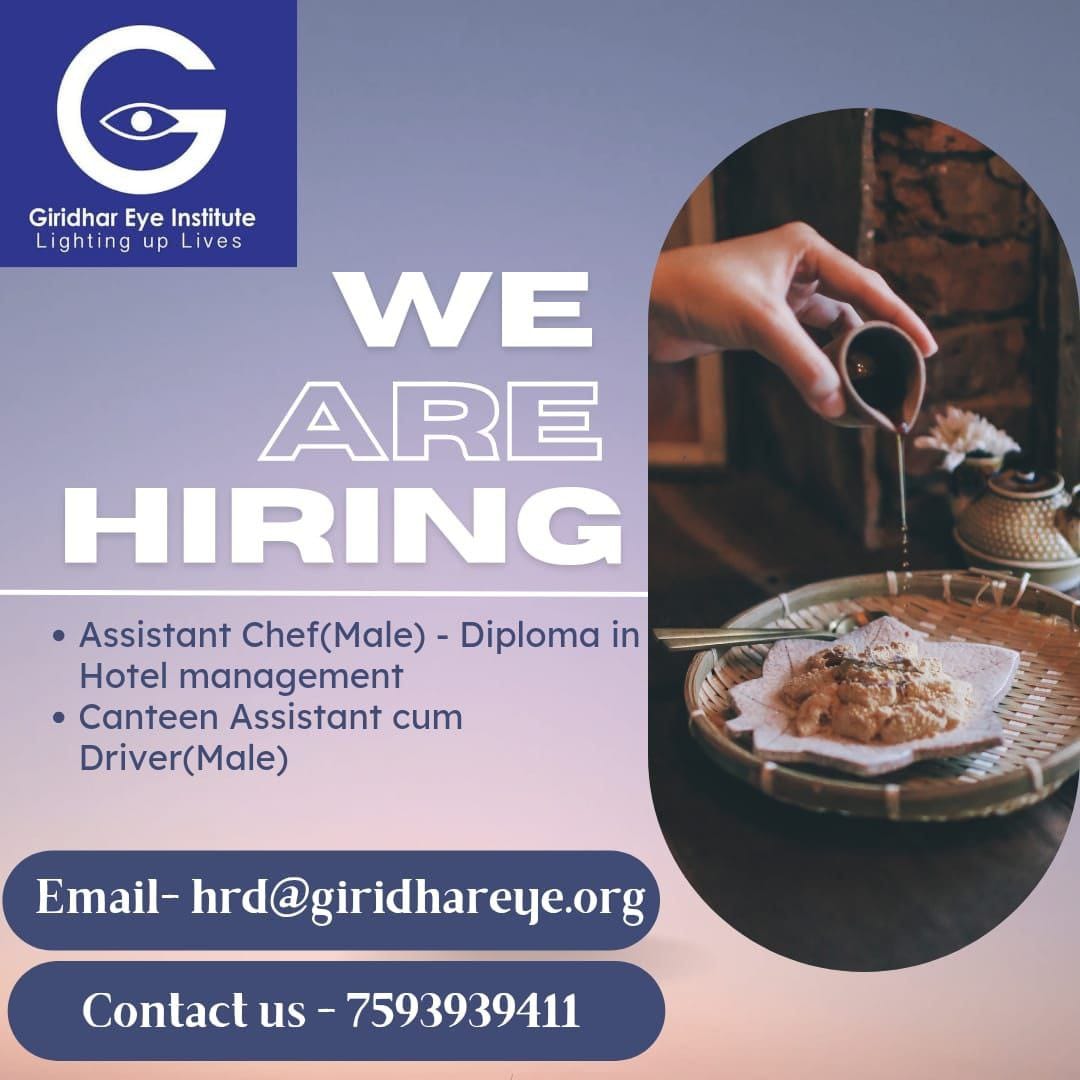 Giridhar Eye Institute
Lighting up Lives
WE
ARE
HIRING
• Assistant Chef(Male) - Diploma in
Hotel management
• Canteen Assistant cum
Driver(Male)
Email- hrd@giridhareye.org
Contact us - 7593939411